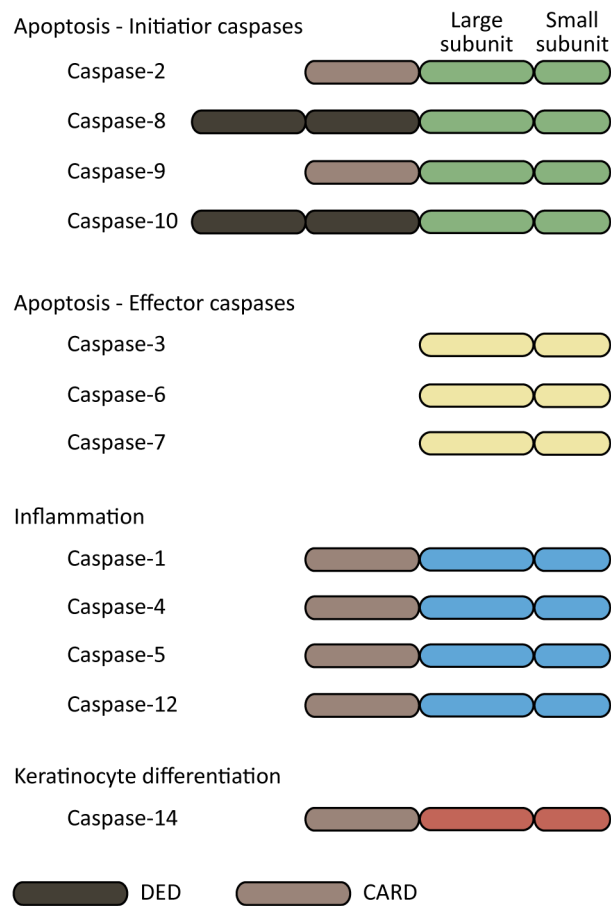 Apoptosis - Initiatior caspases
Large subunit
Small subunit
Caspase-2
Caspase-8
Caspase-9
Caspase-10
Apoptosis - Effector caspases
Caspase-3
Caspase-6
Caspase-7
Inflammation
Caspase-1
Caspase-4
Caspase-5
Caspase-12
Keratinocyte differentiation
Caspase-14
DED
CARD